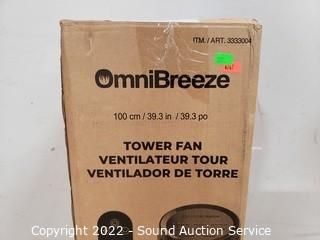 ITM. / ART. 3333004
OmniBreeze
100 cm / 39.3 in / 39.3 po
TOWER FAN
VENTILATEUR TOUR
VENTILADOR DE TORRE
Copyright 2022 - Sound Auction Service